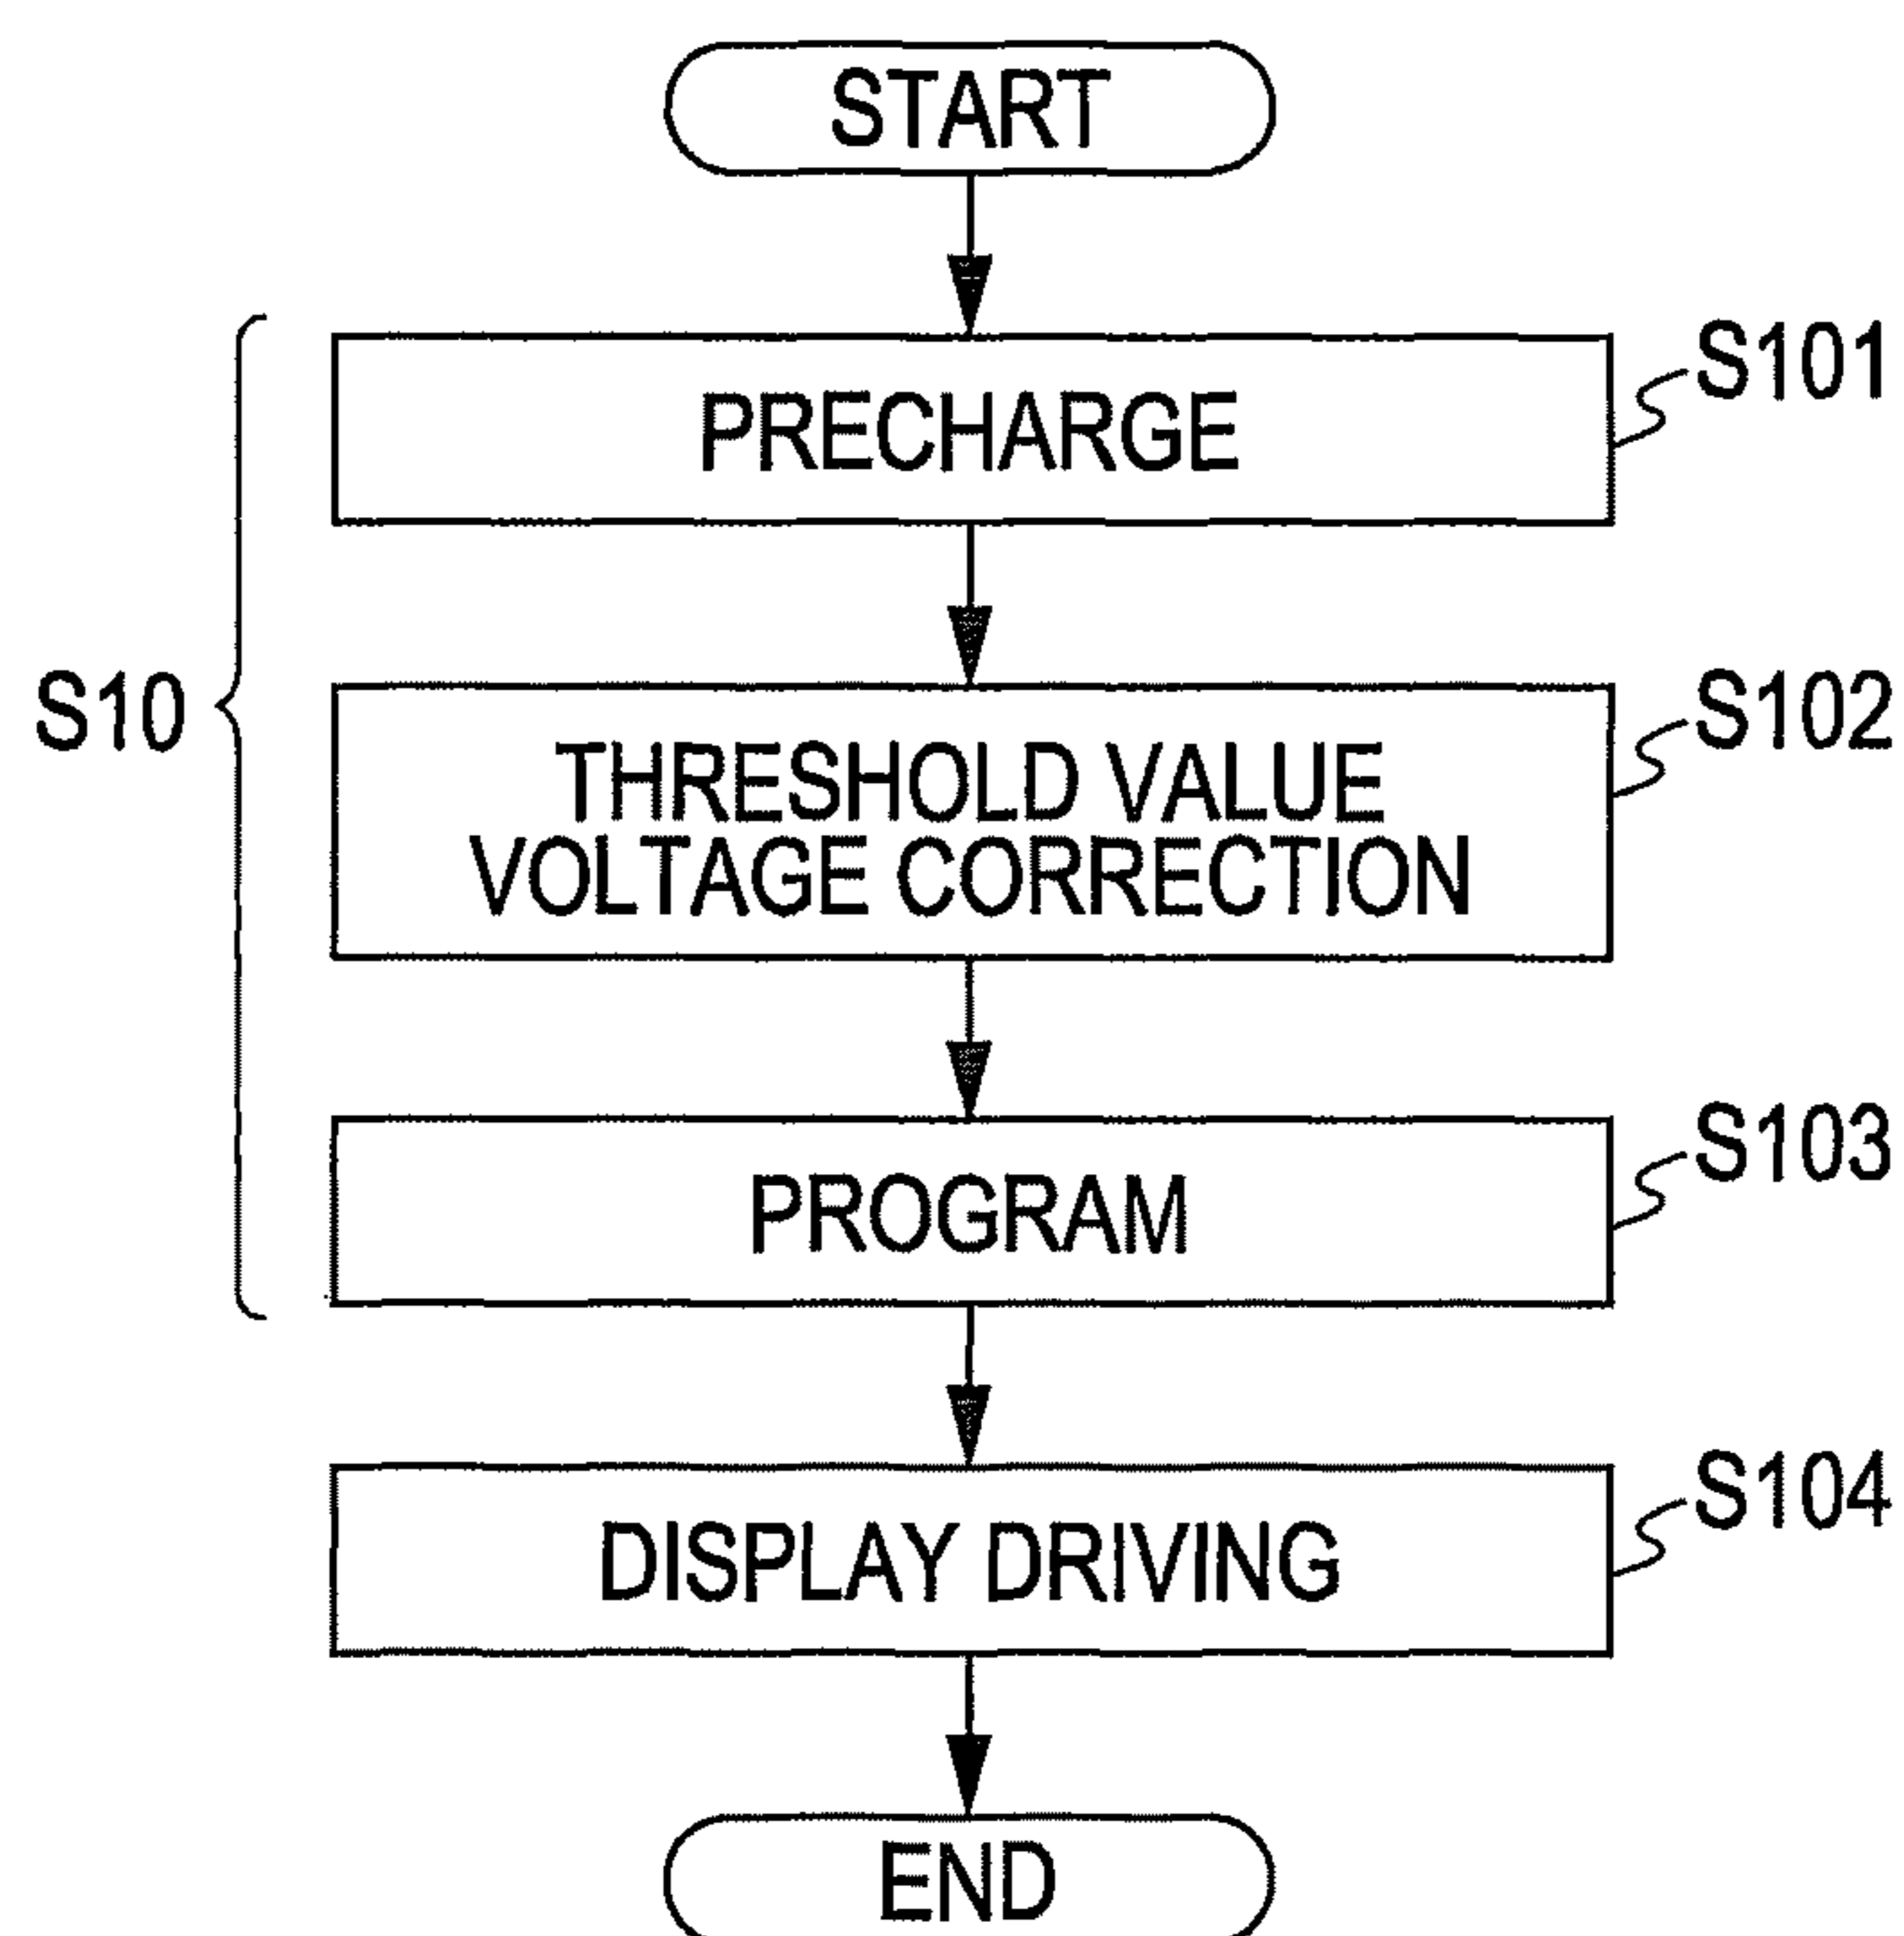 START
PRECHARGE
S101
S10
THRESHOLD VALUE
VOLTAGE CORRECTION
S102
PROGRAM
S103
DISPLAY DRIVING
S104
END